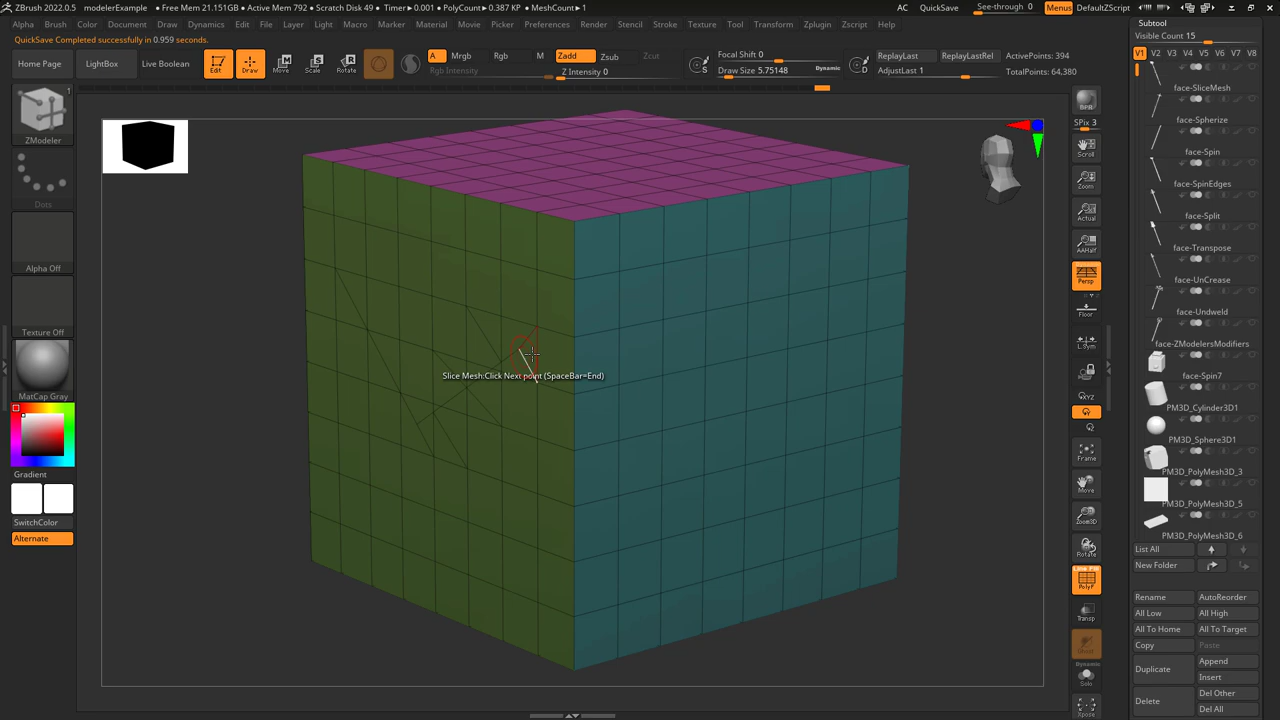 ZBrush 2022.0.5 modelerExample • Free Mem 21.151GB • Active Mem 792 • Scratch Disk 49 • Timer▸0.001 • PolyCount▸0.387 KP • MeshCount▸1 AC QuickSave See-through 0 Menus DefaultZScript
Alpha Brush Color Document Draw Dynamics Edit File Layer Light Macro Marker Material Movie Picker Preferences Render Stencil Stroke Texture Tool Transform Zplugin Zscript Help
QuickSave Completed successfully in 0.959 seconds.
Home Page LightBox Live Boolean Edit Draw Move Scale Rotate
A Mrgb Rgb M Zadd Zsub Zcut
Rgb Intensity Z Intensity 0
S Focal Shift 0
Draw Size 5.75148 Dynamic
D ReplayLast ReplayLastRel ActivePoints: 394
AdjustLast 1 TotalPoints: 64,380
1
ZModeler
Dots
Alpha Off
Texture Off
MatCap Gray
Gradient
SwitchColor
Alternate
Slice Mesh:Click Next point (SpaceBar=End)
BPR
SPix 3
Scroll
Zoom
Actual
AAHalf
Persp
Floor
L.Sym
XYZ
Y
Frame
Move
Zoom3D
Rotate
Line Fill
PolyF
Transp
Ghost
Dynamic
Solo
Xpose
Subtool
Visible Count 15
V1 V2 V3 V4 V5 V6 V7 V8
face-SliceMesh
face-Spherize
face-Spin
face-SpinEdges
face-Split
face-Transpose
face-UnCrease
face-Undweld
face-ZModelersModifiers
face-Spin7
PM3D_Cylinder3D1
PM3D_Sphere3D1
PM3D_PolyMesh3D_3
PM3D_PolyMesh3D_5
PM3D_PolyMesh3D_6
List All
New Folder
Rename AutoReorder
All Low All High
All To Home All To Target
Copy Paste
Duplicate Append
Insert
Delete Del Other
Del All